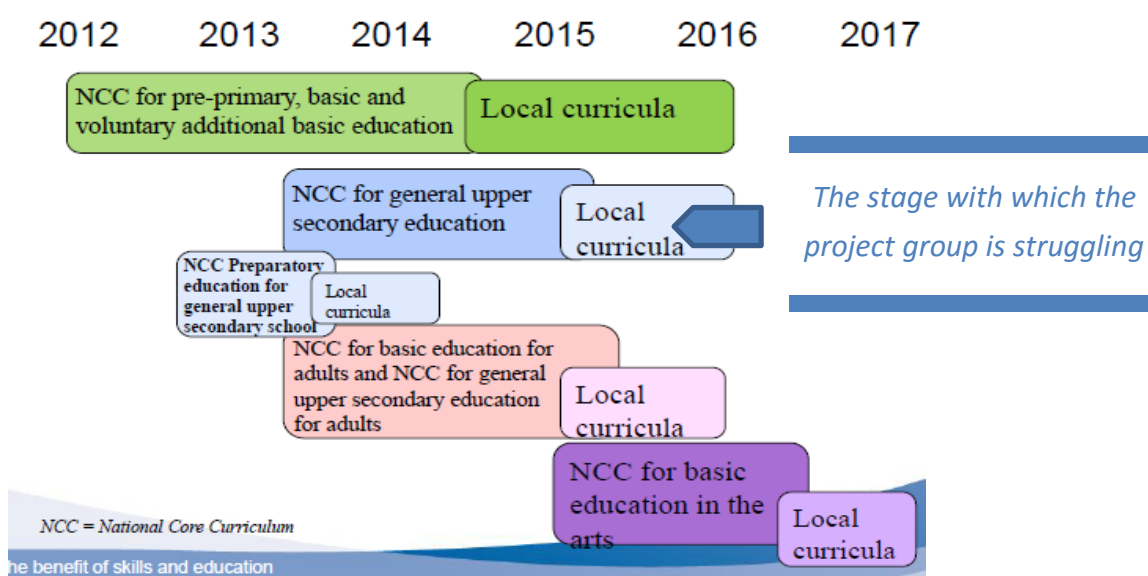 2012 2013 2014 2015 2016 2017
NCC for pre-primary, basic and
voluntary additional basic education
Local curricula
NCC for general upper
secondary education
Local
curricula
The stage with which the
project group is struggling
NCC Preparatory
education for
general upper
secondary school
Local
curricula
NCC for basic education for
adults and NCC for general
upper secondary education
for adults
Local
curricula
NCC for basic
education in the
arts
Local
curricula
NCC = National Core Curriculum
he benefit of skills and education